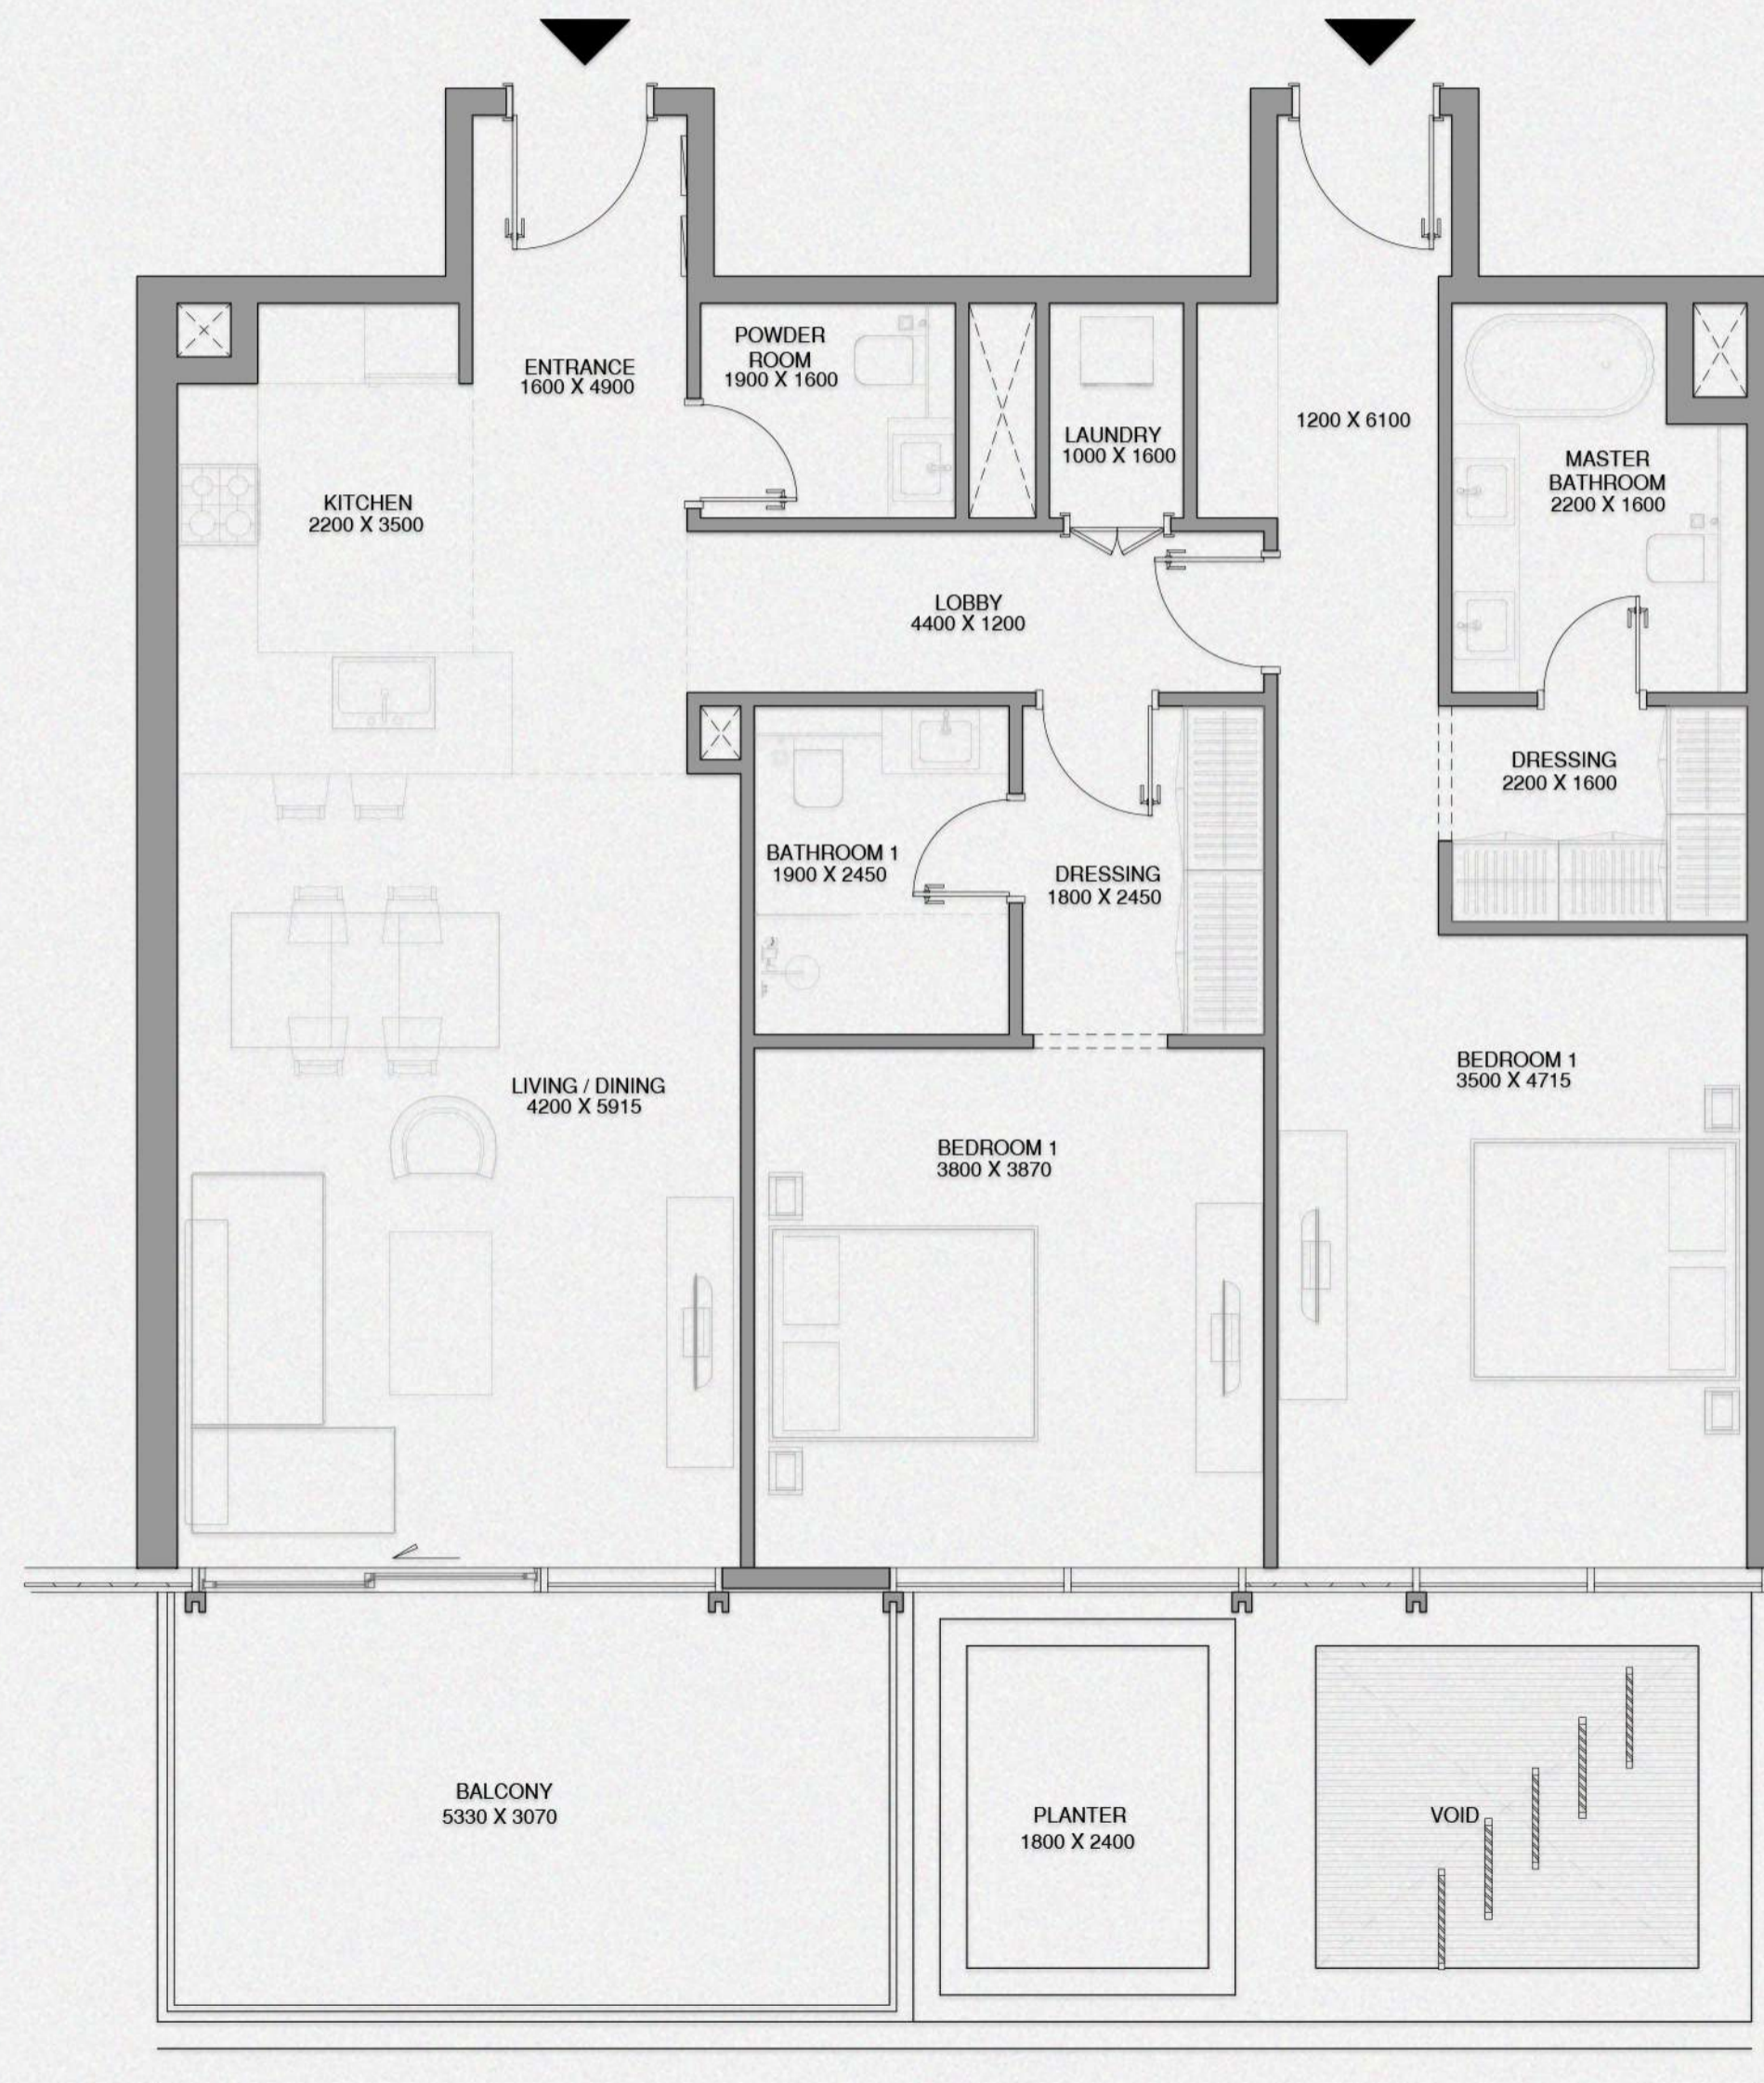 POWDER
ROOM
1900 X 1600
ENTRANCE
1600 X 4900
1200 X 6100
LAUNDRY
1000 X 1600
MASTER
BATHROOM
2200 X 1600
KITCHEN
2200 X 3500
LOBBY
4400 X 1200
DRESSING
2200 X 1600
BATHROOM 1
1900 X 2450
DRESSING
1800 X 2450
LIVING / DINING
4200 X 5915
BEDROOM 1
3500 X 4715
BEDROOM 1
3800 X 3870
BALCONY
5330 X 3070
PLANTER
1800 X 2400
VOID